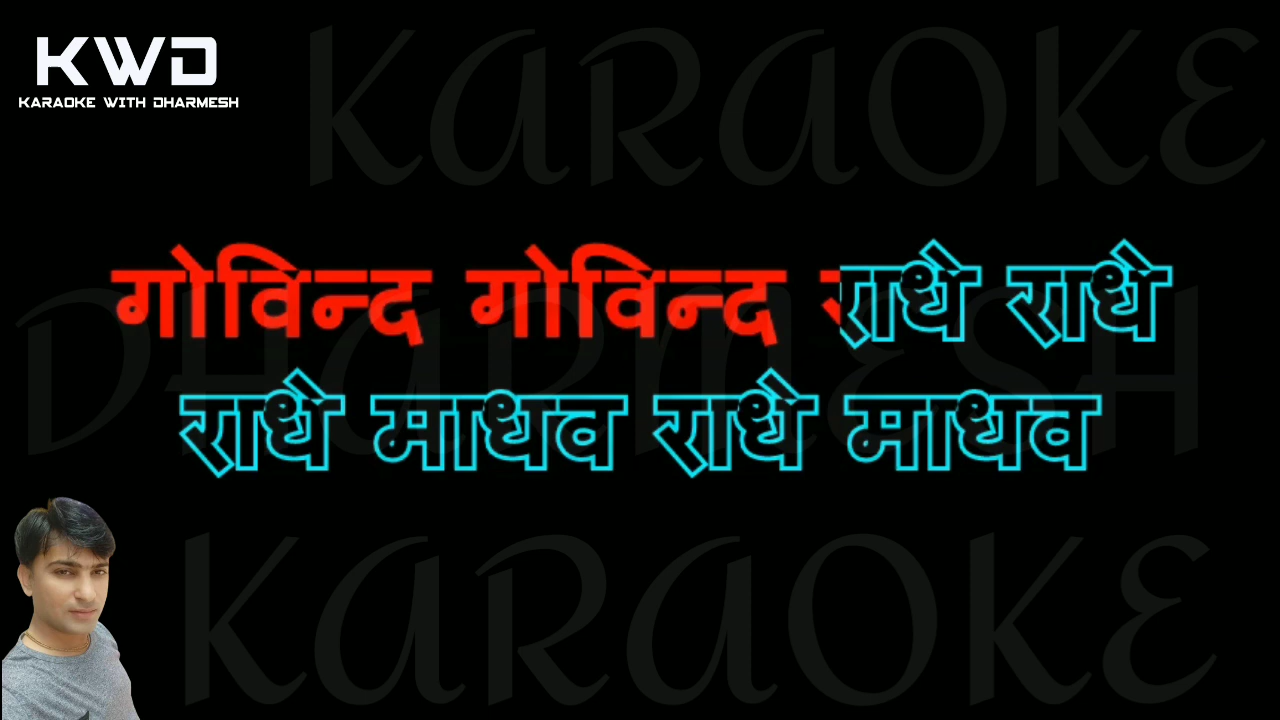 KWD
KARAOKE WITH DHARMESH
KARAOKE
गोविन्द गोविन्द राधे राधे
DHARMESH
राधे माधव राधे माधव
KARAOKE